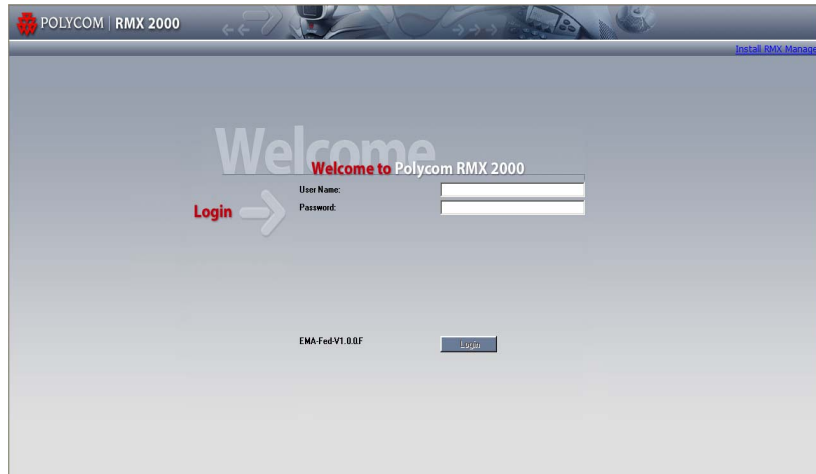 POLYCOM | RMX 2000
Install RMX Manage
Welcome
Welcome to Polycom RMX 2000
User Name:
Login
Password:
EMA-Fed-V1.0.0.F
Login